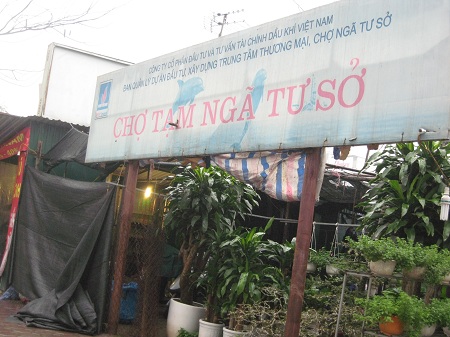 CÔNG TY CỔ PHẦN ĐẦU TƯ VÀ TƯ VẤN TÀI CHÍNH DẦU KHÍ VIỆT NAM
BAN QUẢN LÝ DỰ ÁN ĐẦU TƯ, XÂY DỰNG TRUNG TÂM THƯƠNG MẠI, CHỢ NGÃ TƯ SỞ
CHỢ TẠM NGÃ TƯ SỞ